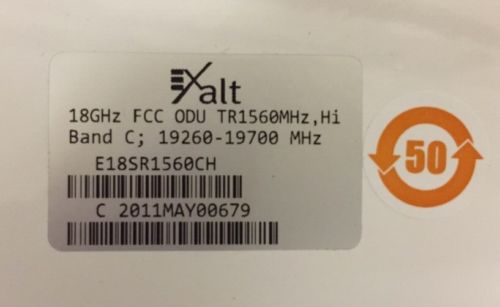 Exalt
18GHz FCC ODU TR1560MHz,Hi
Band C; 19260-19700 MHz
E18SR1560CH
C 2011MAY00679
50